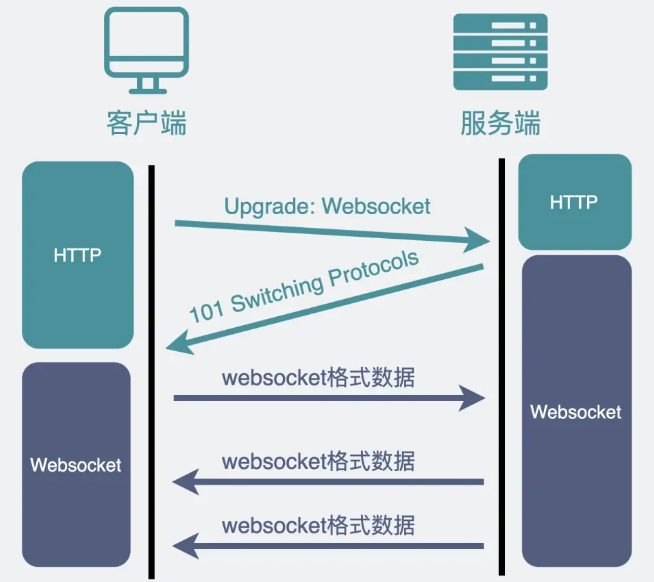 客户端
服务端
HTTP
HTTP
Upgrade: Websocket
101 Switching Protocols
websocket格式数据
Websocket
Websocket
websocket格式数据
websocket格式数据